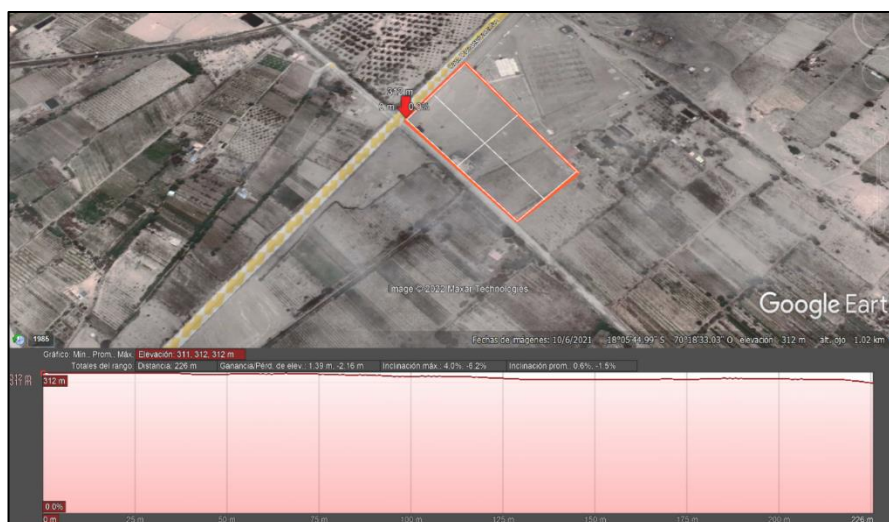 312 m
Image © 2022 Maxar Technologies
Google Eart
1985
Fechas de imágenes: 10/6/2021 18°05'44.99" S 70°18'33.03" O elevación: 312 m alt. ojo 1.02 km
Gráfico: Mín., Prom., Máx. Elevación: 311, 312, 312 m
Totales del rango: Distancia: 226 m Ganancia/Pérd. de elev.: 1.39 m, -2.16 m Inclinación máx.: 4.0%, -6.2% Inclinación prom.: 0.6%, -1.5%
312 m
0.0%
0 m 25 m 50 m 75 m 100 m 125 m 150 m 175 m 200 m 226 m